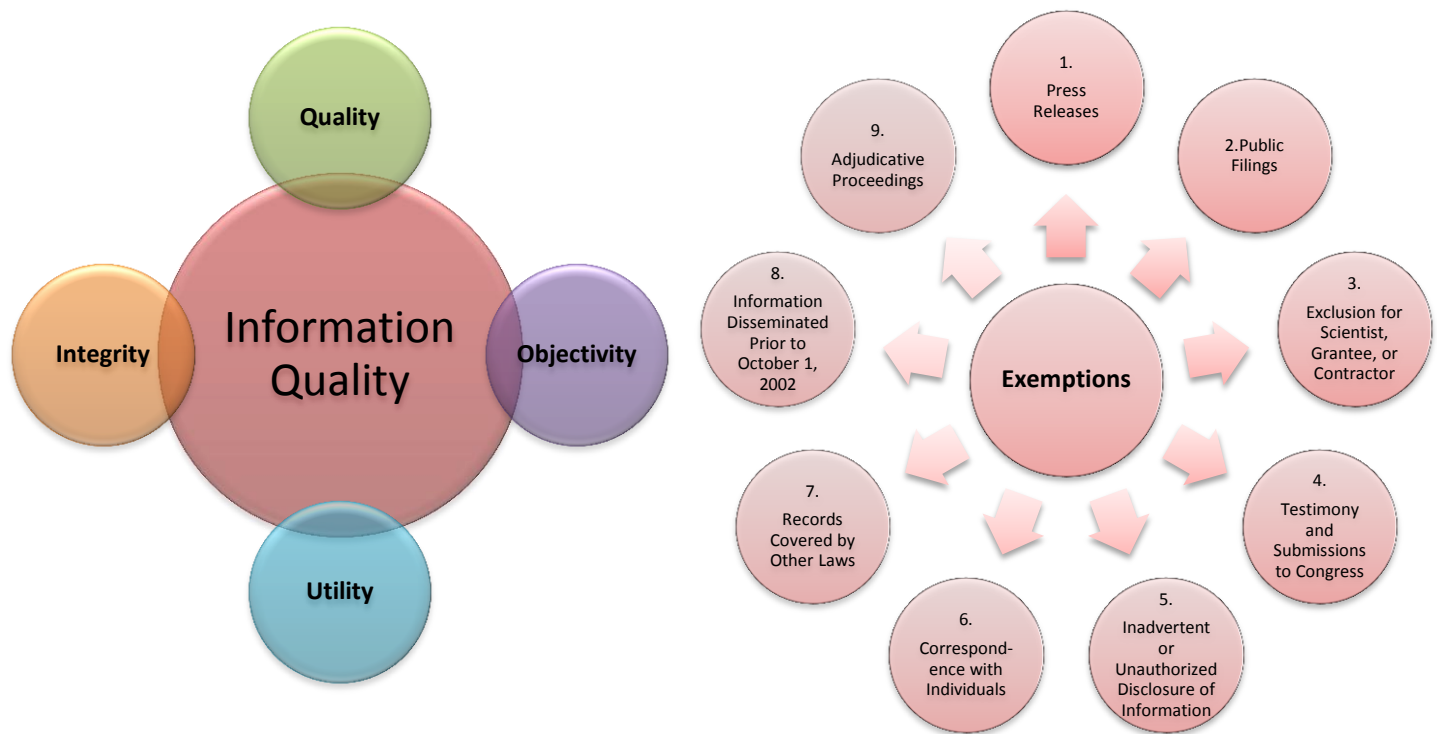 Quality
Integrity
Information
Quality
Objectivity
Utility
Exemptions
1.
Press
Releases
2.Public
Filings
3.
Exclusion for
Scientist,
Grantee, or
Contractor
4.
Testimony
and
Submissions
to Congress
5.
Inadvertent
or
Unauthorized
Disclosure of
Information
6.
Correspond-
ence with
Individuals
7.
Records
Covered by
Other Laws
8.
Information
Disseminated
Prior to
October 1,
2002
9.
Adjudicative
Proceedings